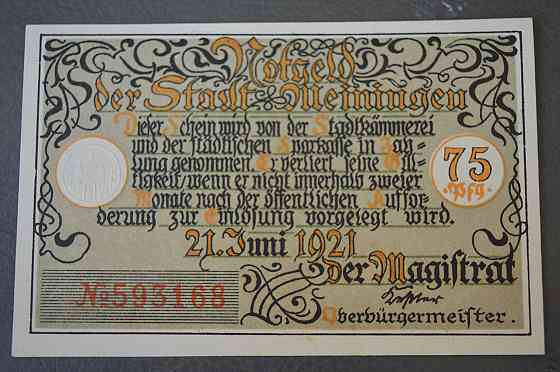 Notgeld
der Stadt Meiningen
Dieser Schein wird von der Stadtkämmerei
und der städtischen Sparkasse in Zah=
lung genommen. Er verliert seine Gül=
tigkeit, wenn er nicht innerhalb zweier
Monate nach der öffentlichen Auffor=
derung zur Einlösung vorgelegt wird.
75
Pfg.
21. Juni 1921
Der Magistrat
№593168
Oberbürgermeister.